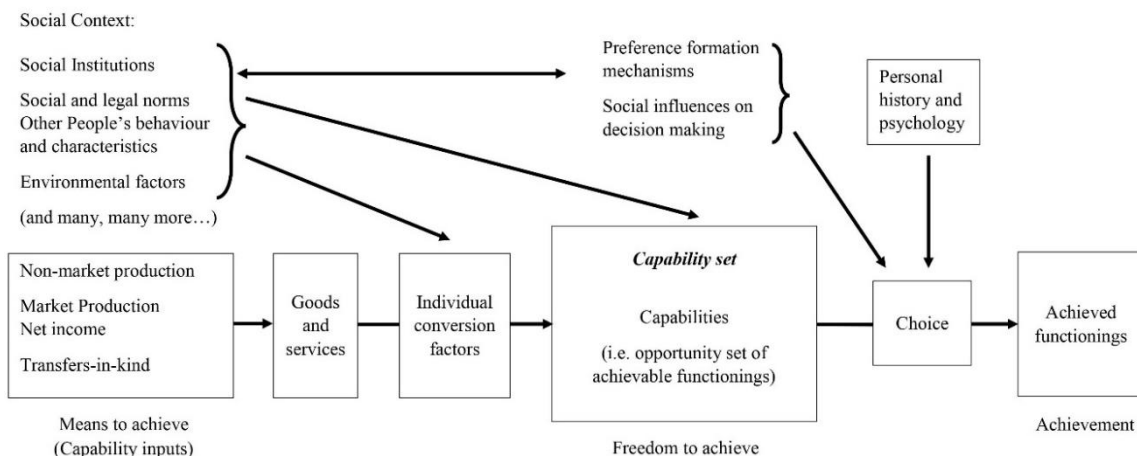 Social Context:
Social Institutions
Social and legal norms
Other People's behaviour
and characteristics
Environmental factors
(and many, many more…)
Preference formation
mechanisms
Social influences on
decision making
Personal
history and
psychology
Non-market production
Market Production
Net income
Transfers-in-kind
Goods
and
services
Individual
conversion
factors
Capability set
Capabilities
(i.e. opportunity set of
achievable functionings)
Choice
Achieved
functionings
Means to achieve
(Capability inputs)
Freedom to achieve
Achievement